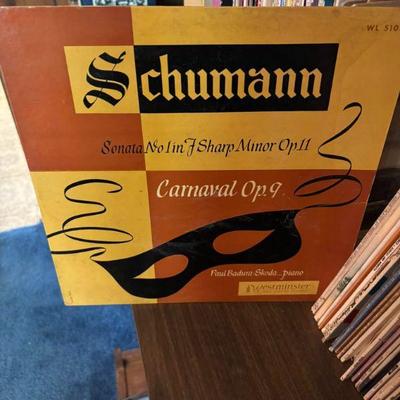 WL 510
Schumann
Sonata No 1 in F Sharp Minor Op. 11
Carnaval Op. 9
Paul Badura-Skoda... piano
Westminster